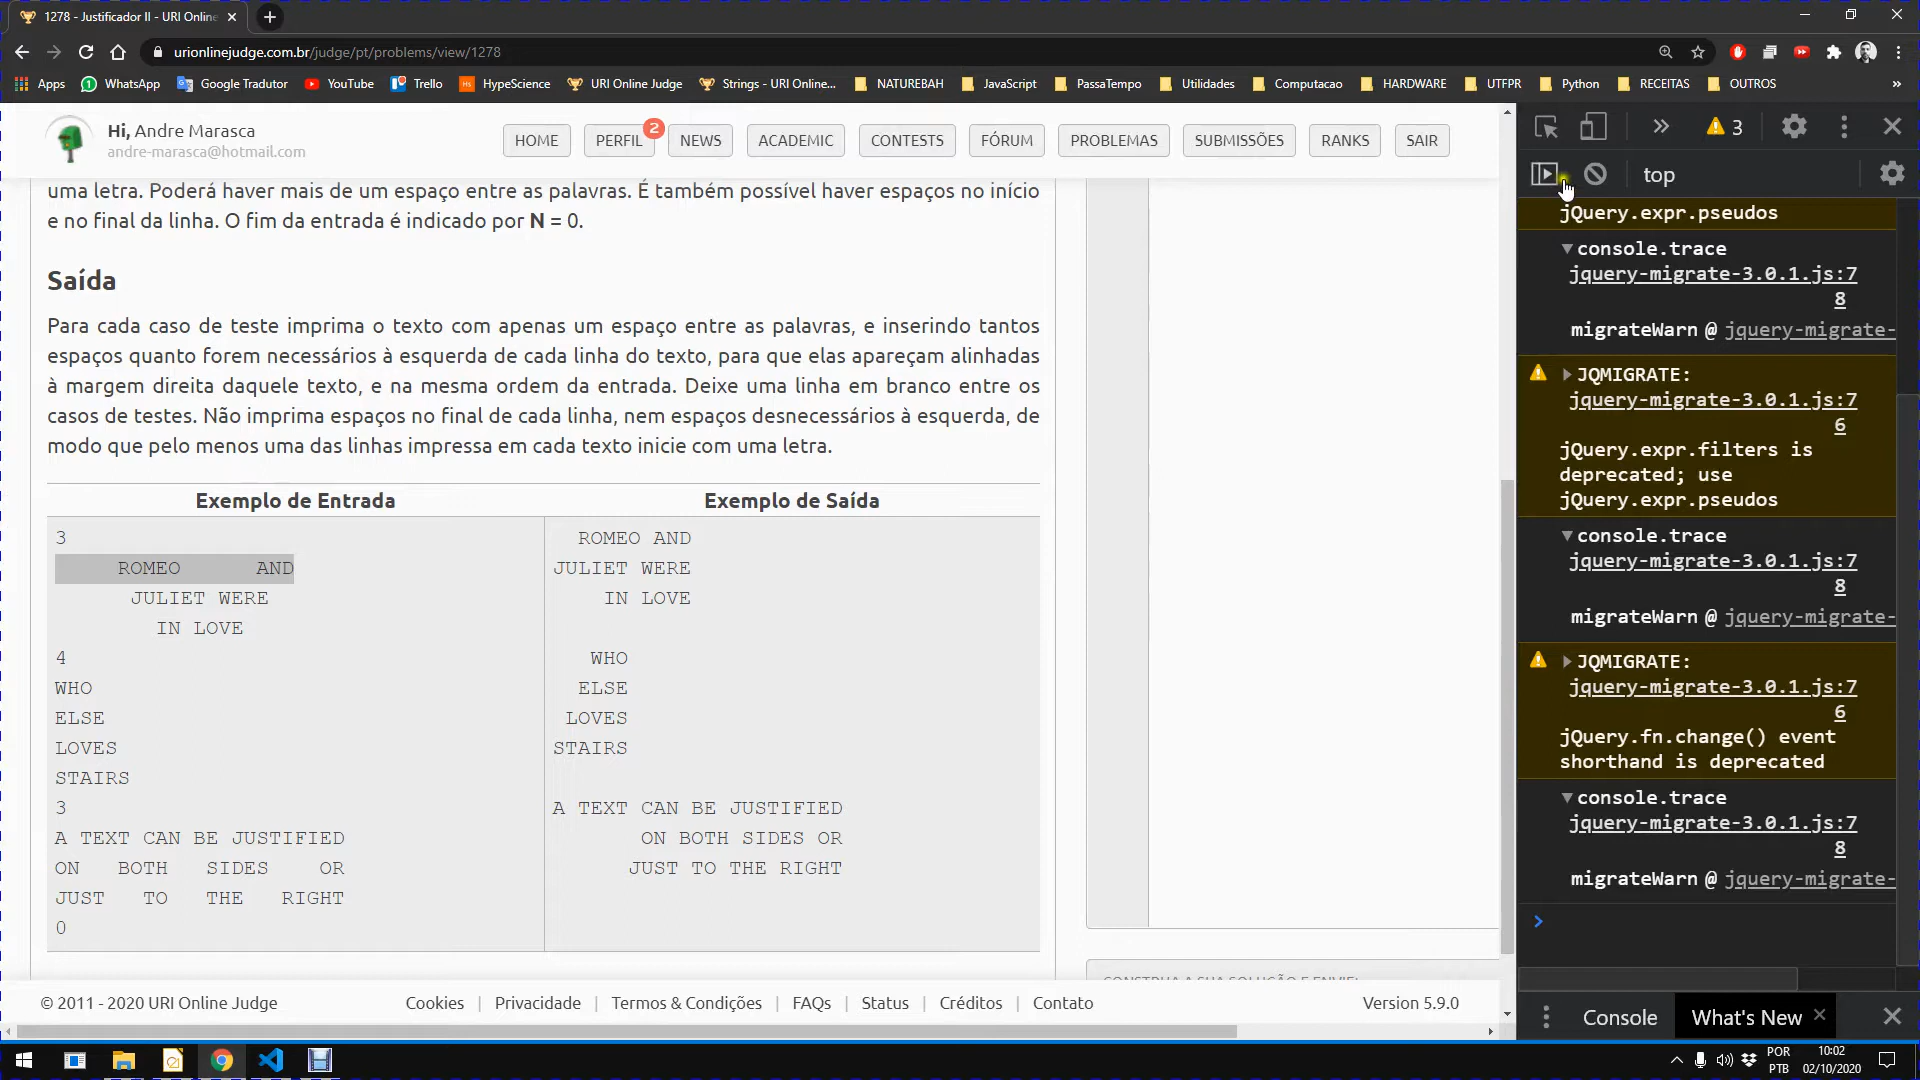 1278 - Justificador II - URI Online
urionlinejudge.com.br/judge/pt/problems/view/1278
Apps WhatsApp Google Tradutor YouTube Trello HypeScience URI Online Judge Strings - URI Online... NATUREBAH JavaScript PassaTempo Utilidades Computacao HARDWARE UTFPR Python RECEITAS OUTROS »
Hi, Andre Marasca
andre-marasca@hotmail.com
HOME PERFIL 2 NEWS ACADEMIC CONTESTS FÓRUM PROBLEMAS SUBMISSÕES RANKS SAIR
uma letra. Poderá haver mais de um espaço entre as palavras. É também possível haver espaços no início
e no final da linha. O fim da entrada é indicado por N = 0.
Saída
Para cada caso de teste imprima o texto com apenas um espaço entre as palavras, e inserindo tantos
espaços quanto forem necessários à esquerda de cada linha do texto, para que elas apareçam alinhadas
à margem direita daquele texto, e na mesma ordem da entrada. Deixe uma linha em branco entre os
casos de testes. Não imprima espaços no final de cada linha, nem espaços desnecessários à esquerda, de
modo que pelo menos uma das linhas impressa em cada texto inicie com uma letra.
Exemplo de Entrada
3
     ROMEO      AND
      JULIET WERE
        IN LOVE
4
WHO
ELSE
LOVES
STAIRS
3
A TEXT CAN BE JUSTIFIED
ON   BOTH   SIDES    OR
JUST   TO   THE   RIGHT
0
Exemplo de Saída
  ROMEO AND
JULIET WERE
    IN LOVE
   WHO
  ELSE
 LOVES
STAIRS
A TEXT CAN BE JUSTIFIED
       ON BOTH SIDES OR
      JUST TO THE RIGHT
© 2011 - 2020 URI Online Judge
Cookies | Privacidade | Termos & Condições | FAQs | Status | Créditos | Contato
Version 5.9.0
» 3
top
jQuery.expr.pseudos
console.trace
jquery-migrate-3.0.1.js:7
8
migrateWarn @ jquery-migrate-
JQMIGRATE:
jquery-migrate-3.0.1.js:7
6
jQuery.expr.filters is
deprecated; use
jQuery.expr.pseudos
console.trace
jquery-migrate-3.0.1.js:7
8
migrateWarn @ jquery-migrate-
JQMIGRATE:
jquery-migrate-3.0.1.js:7
6
jQuery.fn.change() event
shorthand is deprecated
console.trace
jquery-migrate-3.0.1.js:7
8
migrateWarn @ jquery-migrate-
Console What's New
POR
PTB
10:02
02/10/2020